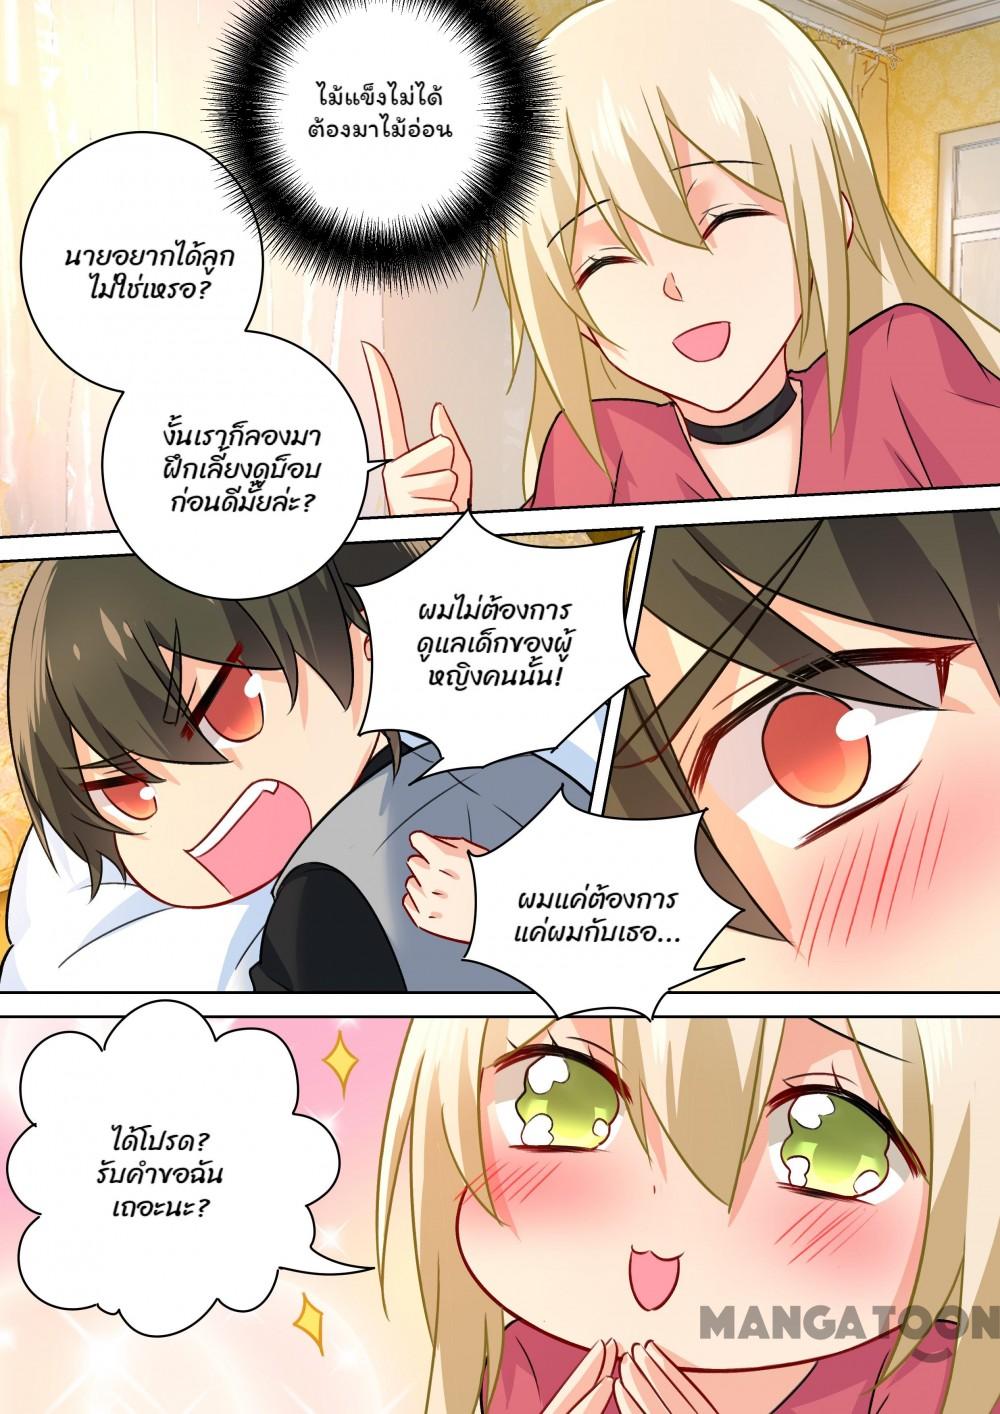 ไม้แข็งไม่ได้
ต้องมาไม้อ่อน
นายอยากได้ลูก
ไม่ใช่เหรอ?
งั้นเราก็ลองมา
ฝึกเลี้ยงดูบ็อบ
ก่อนดีมั้ยล่ะ?
ผมไม่ต้องการ
ดูแลเด็กของผู้
หญิงคนนั้น!
ผมแค่ต้องการ
แค่ผมกับเธอ...
ได้โปรด?
รับคำขอฉัน
เถอะนะ?
MANGATOON